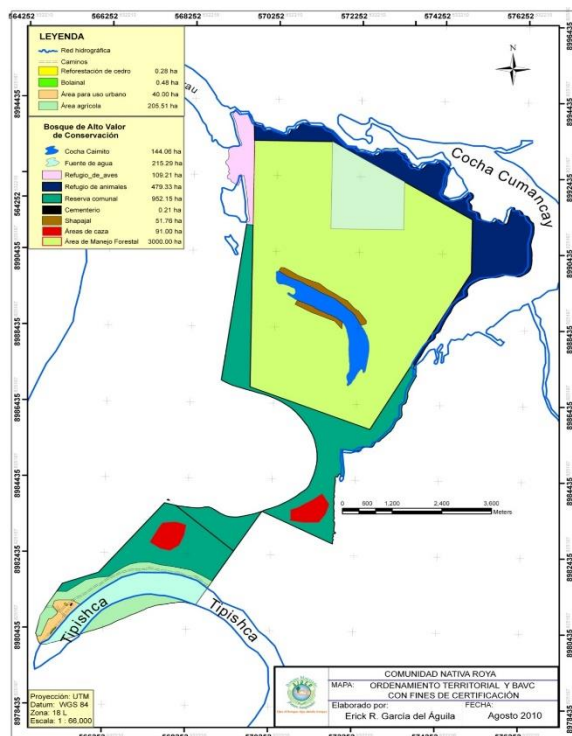 564252 566252 568252 570252 572252 574252 576252
LEYENDA
Red hidrográfica
Caminos
Reforestación de cedro 0.28 ha
Bolainal 0.48 ha
Área para uso urbano 40.00 ha
Área agrícola 205.51 ha
Bosque de Alto Valor
de Conservación
Cocha Caimito 144.06 ha
Fuente de agua 215.29 ha
Refugio_de_aves 109.21 ha
Refugio de animales 479.33 ha
Reserva comunal 952.15 ha
Cementerio 0.21 ha
Shapajal 51.76 ha
Áreas de caza 91.00 ha
Área de Manejo Forestal 3000.00 ha
N
Cocha Cumancay
8996435
8994435
8992435
8990435
8988435
8986435
8984435
8982435
8980435
8978435
0 600 1,200 2,400 3,600
Meters
Tipishca
Tipishca
Proyección: UTM
Datum: WGS 84
Zona: 18 L
Escala: 1 : 66,000
COMUNIDAD NATIVA ROYA
MAPA: ORDENAMIENTO TERRITORIAL Y BAVC
CON FINES DE CERTIFICACIÓN
Elaborado por: FECHA:
Erick R. García del Águila Agosto 2010
566252 568252 570252 572252 574252 576252